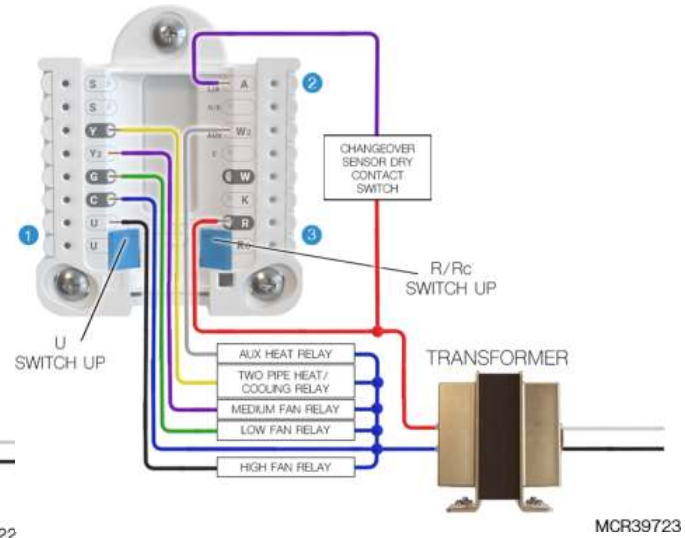 S
S
Y
Y2
G
C
U
U
L/A A
O/B
AUX W2
E
W
K
R
Rc
1
2
3
CHANGEOVER
SENSOR DRY
CONTACT
SWITCH
R/Rc
SWITCH UP
U
SWITCH UP
AUX HEAT RELAY
TWO PIPE HEAT/
COOLING RELAY
MEDIUM FAN RELAY
LOW FAN RELAY
HIGH FAN RELAY
TRANSFORMER
22
MCR39723